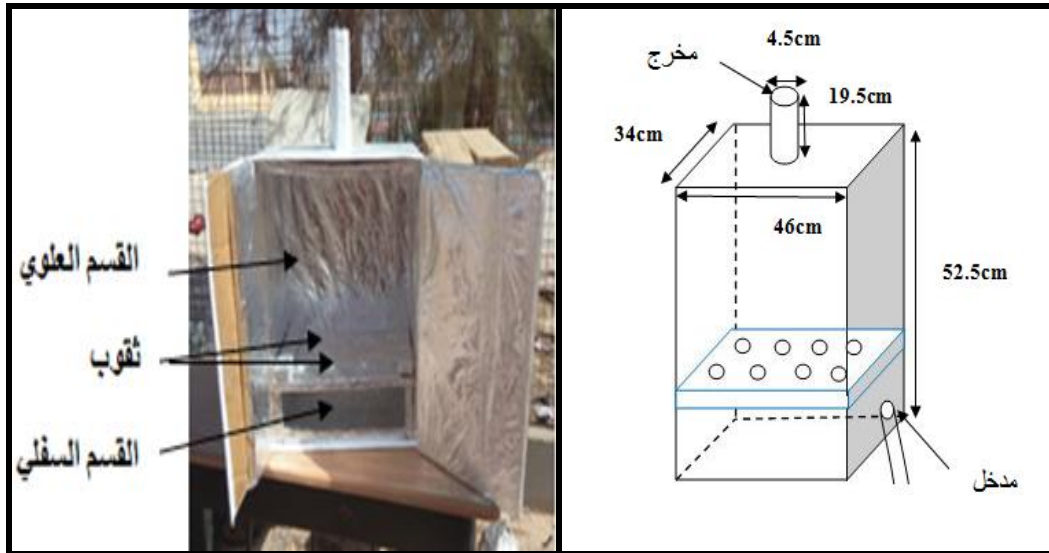 القسم العلوي
ثقوب
القسم السفلي
4.5cm
مخرج
19.5cm
34cm
46cm
52.5cm
مدخل